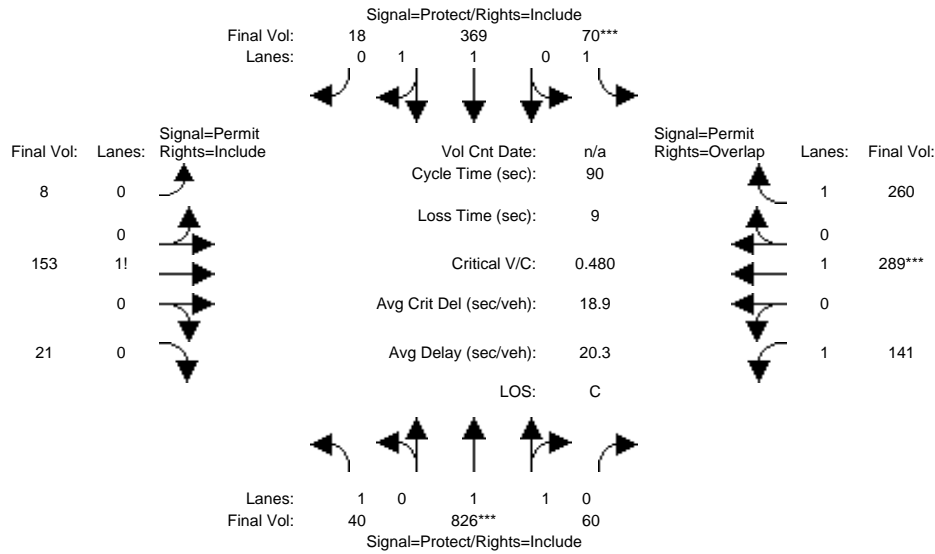 Signal=Protect/Rights=Include
Final Vol: 18 369 70***
Lanes: 0 1 1 0 1
Signal=Permit
Final Vol: Lanes: Rights=Include
Vol Cnt Date: n/a
Signal=Permit
Rights=Overlap Lanes: Final Vol:
Cycle Time (sec): 90
8 0
1 260
Loss Time (sec): 9
0
0
153 1!
Critical V/C: 0.480
1 289***
0
Avg Crit Del (sec/veh): 18.9
0
21 0
Avg Delay (sec/veh): 20.3
1 141
LOS: C
Lanes: 1 0 1 1 0
Final Vol: 40 826*** 60
Signal=Protect/Rights=Include